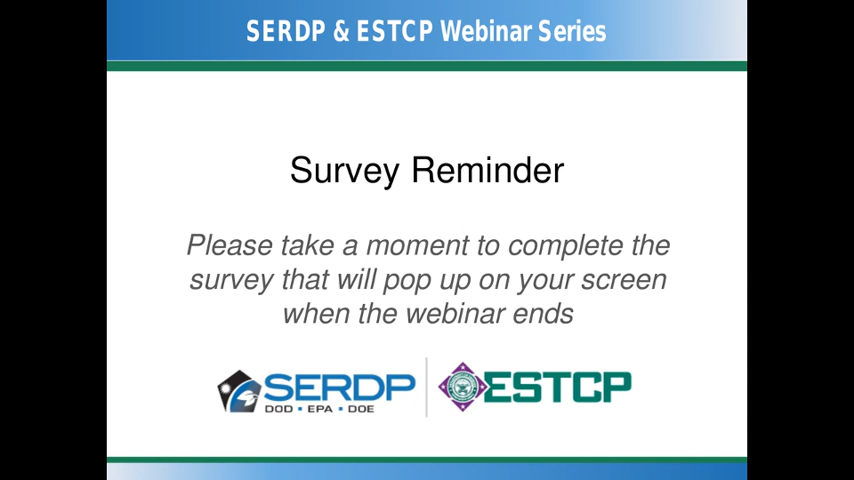 SERDP & ESTCP Webinar Series
Survey Reminder
Please take a moment to complete the
survey that will pop up on your screen
when the webinar ends
SERDP
DOD • EPA • DOE
ESTCP